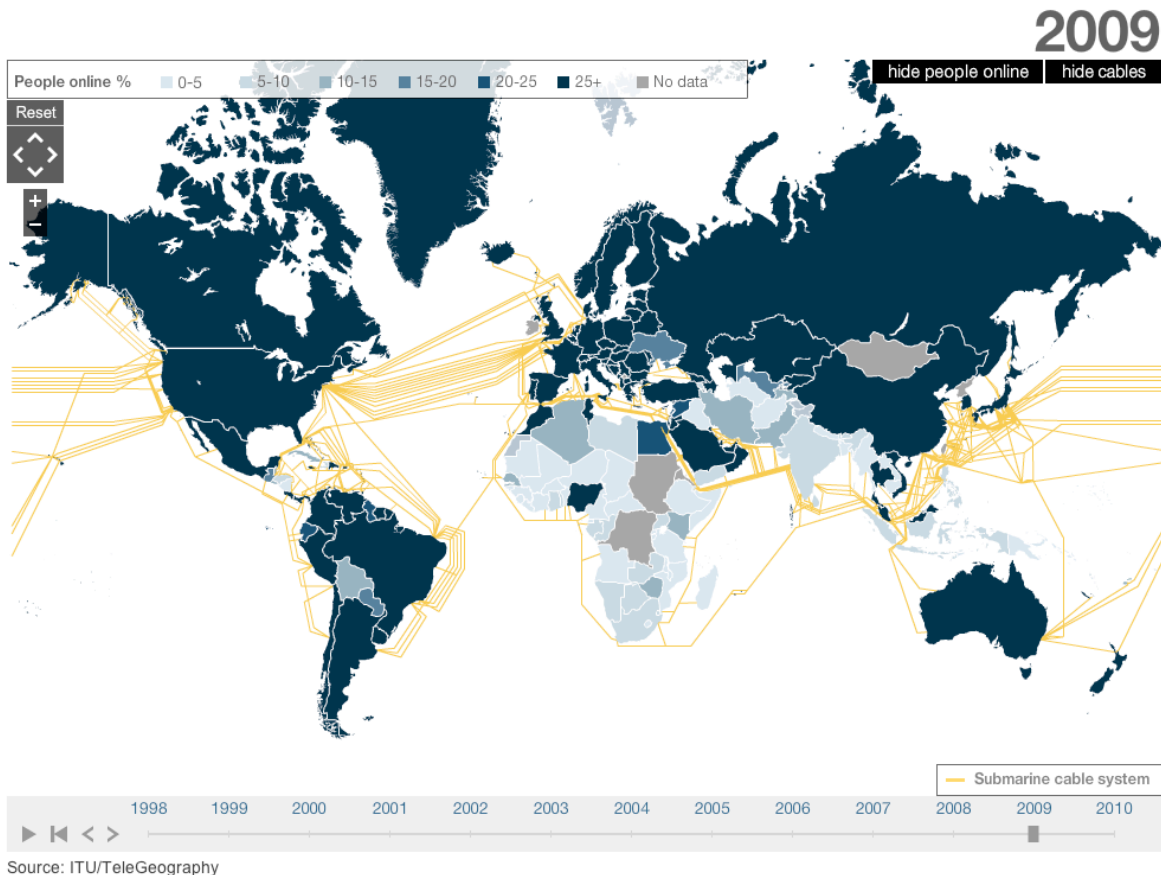 2009
People online % 0-5 5-10 10-15 15-20 20-25 25+ No data
hide people online hide cables
Reset
+
−
Submarine cable system
1998 1999 2000 2001 2002 2003 2004 2005 2006 2007 2008 2009 2010
Source: ITU/TeleGeography